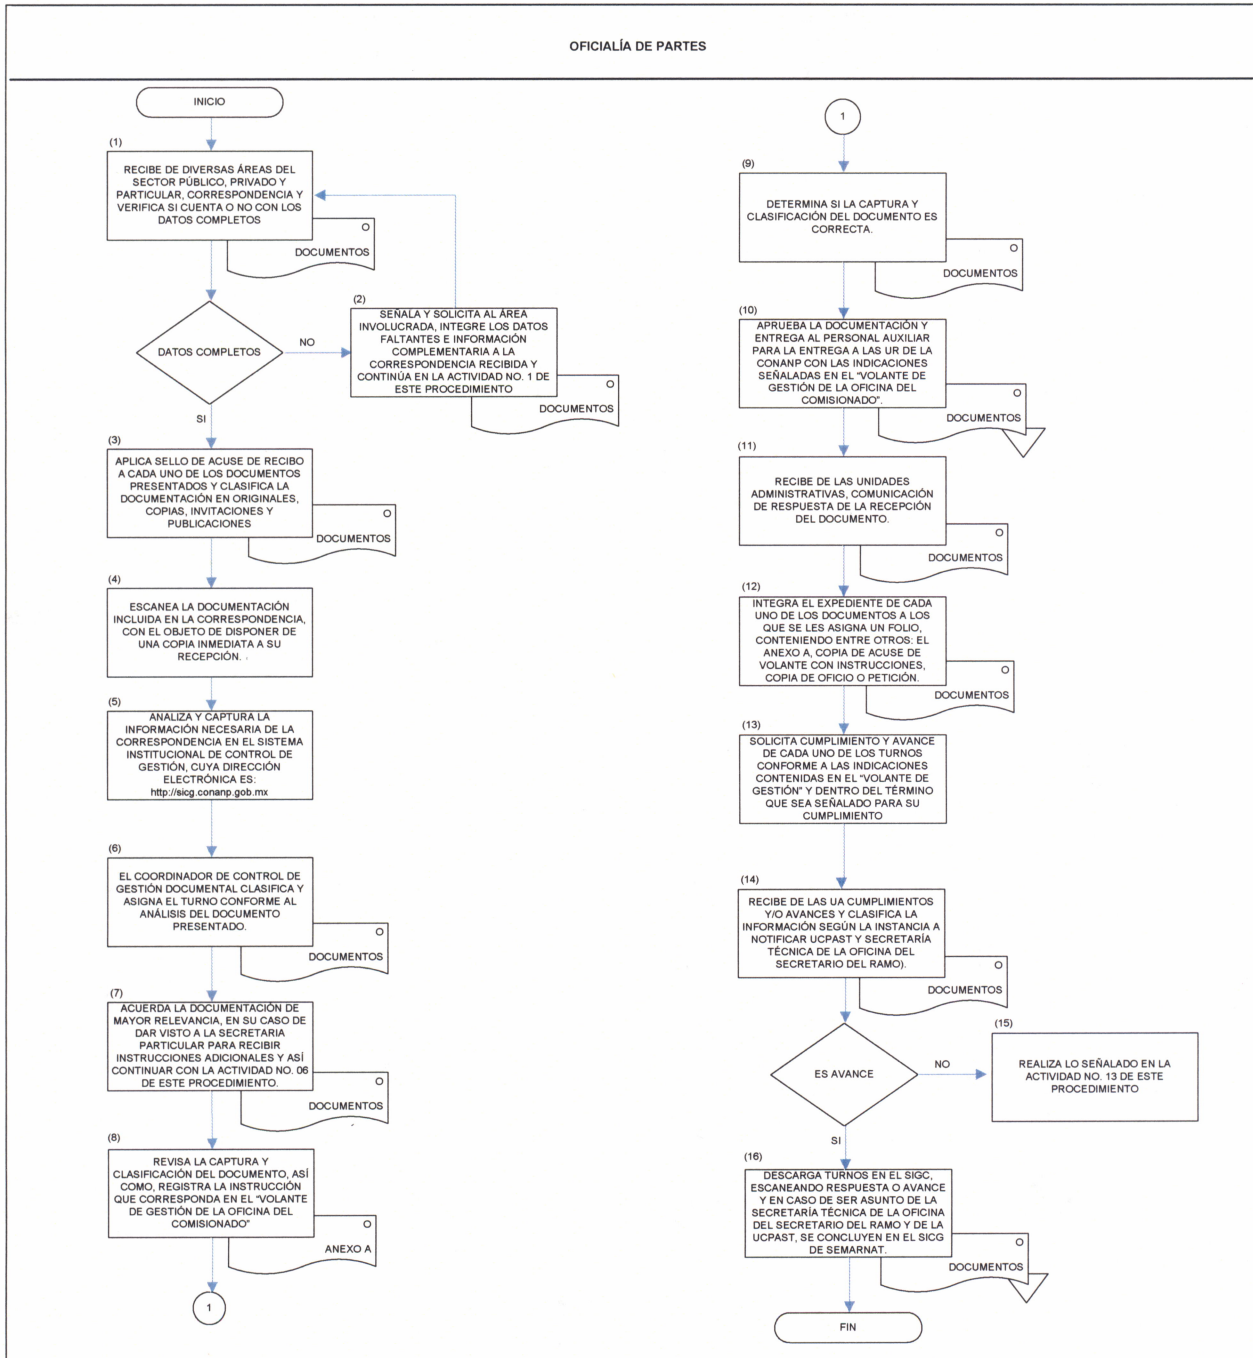 OFICIALÍA DE PARTES
INICIO
(1)
RECIBE DE DIVERSAS ÁREAS DEL
SECTOR PÚBLICO, PRIVADO Y
PARTICULAR, CORRESPONDENCIA Y
VERIFICA SI CUENTA O NO CON LOS
DATOS COMPLETOS
DOCUMENTOS
DATOS COMPLETOS
NO
(2)
SEÑALA Y SOLICITA AL ÁREA
INVOLUCRADA, INTEGRE LOS DATOS
FALTANTES E INFORMACIÓN
COMPLEMENTARIA A LA
CORRESPONDENCIA RECIBIDA Y
CONTINÚA EN LA ACTIVIDAD NO. 1 DE
ESTE PROCEDIMIENTO
DOCUMENTOS
SI
(3)
APLICA SELLO DE ACUSE DE RECIBO
A CADA UNO DE LOS DOCUMENTOS
PRESENTADOS Y CLASIFICA LA
DOCUMENTACIÓN EN ORIGINALES,
COPIAS, INVITACIONES Y
PUBLICACIONES
DOCUMENTOS
(4)
ESCANEA LA DOCUMENTACIÓN
INCLUIDA EN LA CORRESPONDENCIA,
CON EL OBJETO DE DISPONER DE
UNA COPIA INMEDIATA A SU
RECEPCIÓN.
(5)
ANALIZA Y CAPTURA LA
INFORMACIÓN NECESARIA DE LA
CORRESPONDENCIA EN EL SISTEMA
INSTITUCIONAL DE CONTROL DE
GESTIÓN, CUYA DIRECCIÓN
ELECTRÓNICA ES:
http://sicg.conanp.gob.mx
(6)
EL COORDINADOR DE CONTROL DE
GESTIÓN DOCUMENTAL CLASIFICA Y
ASIGNA EL TURNO CONFORME AL
ANÁLISIS DEL DOCUMENTO
PRESENTADO.
DOCUMENTOS
(7)
ACUERDA LA DOCUMENTACIÓN DE
MAYOR RELEVANCIA, EN SU CASO DE
DAR VISTO A LA SECRETARIA
PARTICULAR PARA RECIBIR
INSTRUCCIONES ADICIONALES Y ASÍ
CONTINUAR CON LA ACTIVIDAD NO. 06
DE ESTE PROCEDIMIENTO.
DOCUMENTOS
(8)
REVISA LA CAPTURA Y
CLASIFICACIÓN DEL DOCUMENTO, ASÍ
COMO, REGISTRA LA INSTRUCCIÓN
QUE CORRESPONDA EN EL "VOLANTE
DE GESTIÓN DE LA OFICINA DEL
COMISIONADO"
ANEXO A
1
1
(9)
DETERMINA SI LA CAPTURA Y
CLASIFICACIÓN DEL DOCUMENTO ES
CORRECTA.
DOCUMENTOS
(10)
APRUEBA LA DOCUMENTACIÓN Y
ENTREGA AL PERSONAL AUXILIAR
PARA LA ENTREGA A LAS UR DE LA
CONANP CON LAS INDICACIONES
SEÑALADAS EN EL "VOLANTE DE
GESTIÓN DE LA OFICINA DEL
COMISIONADO".
DOCUMENTOS
(11)
RECIBE DE LAS UNIDADES
ADMINISTRATIVAS, COMUNICACIÓN
DE RESPUESTA DE LA RECEPCIÓN
DEL DOCUMENTO.
DOCUMENTOS
(12)
INTEGRA EL EXPEDIENTE DE CADA
UNO DE LOS DOCUMENTOS A LOS
QUE SE LES ASIGNA UN FOLIO,
CONTENIENDO ENTRE OTROS: EL
ANEXO A, COPIA DE ACUSE DE
VOLANTE CON INSTRUCCIONES,
COPIA DE OFICIO O PETICIÓN.
DOCUMENTOS
(13)
SOLICITA CUMPLIMIENTO Y AVANCE
DE CADA UNO DE LOS TURNOS
CONFORME A LAS INDICACIONES
CONTENIDAS EN EL "VOLANTE DE
GESTIÓN" Y DENTRO DEL TÉRMINO
QUE SEA SEÑALADO PARA SU
CUMPLIMIENTO
(14)
RECIBE DE LAS UA CUMPLIMIENTOS
Y/O AVANCES Y CLASIFICA LA
INFORMACIÓN SEGÚN LA INSTANCIA A
NOTIFICAR UCPAST Y SECRETARÍA
TÉCNICA DE LA OFICINA DEL
SECRETARIO DEL RAMO).
DOCUMENTOS
ES AVANCE
NO
(15)
REALIZA LO SEÑALADO EN LA
ACTIVIDAD NO. 13 DE ESTE
PROCEDIMIENTO
SI
(16)
DESCARGA TURNOS EN EL SIGC,
ESCANEANDO RESPUESTA O AVANCE
Y EN CASO DE SER ASUNTO DE LA
SECRETARÍA TÉCNICA DE LA OFICINA
DEL SECRETARIO DEL RAMO Y DE LA
UCPAST, SE CONCLUYEN EN EL SICG
DE SEMARNAT.
DOCUMENTOS
FIN